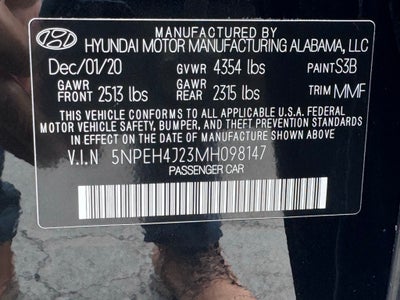 MANUFACTURED BY
HYUNDAI MOTOR MANUFACTURING ALABAMA, LLC
Dec/01/20 GVWR 4354 lbs PAINT S3B
GAWR FRONT 2513 lbs GAWR REAR 2315 lbs TRIM MMF
THIS VEHICLE CONFORMS TO ALL APPLICABLE U.S.A FEDERAL
MOTOR VEHICLE SAFETY, BUMPER, AND THEFT PREVENTION STANDARDS
IN EFFECT ON THE DATE OF MANUFACTURE SHOWN ABOVE
V.I.N 5NPEH4J23MH098147
PASSENGER CAR